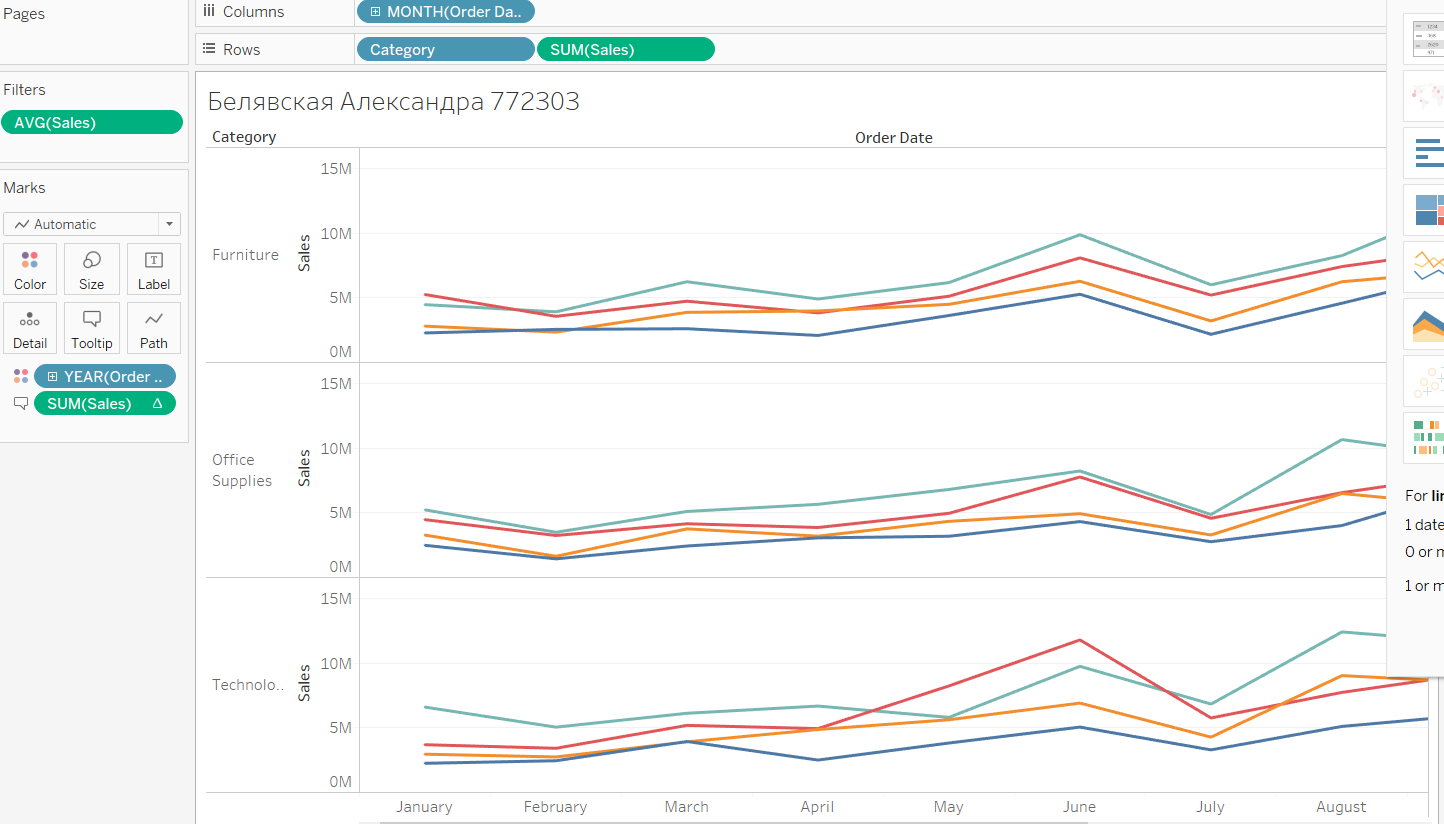 Pages
Columns
MONTH(Order Da..
Rows
Category
SUM(Sales)
Filters
AVG(Sales)
Marks
Automatic
Color
Size
Label
Detail
Tooltip
Path
YEAR(Order ..
SUM(Sales)
Белявская Александра 772303
Category
Order Date
Furniture
Sales
15M
10M
5M
0M
Office
Supplies
Sales
15M
10M
5M
0M
Technolo..
Sales
15M
10M
5M
0M
January
February
March
April
May
June
July
August
For lin
1 date
0 or m
1 or m